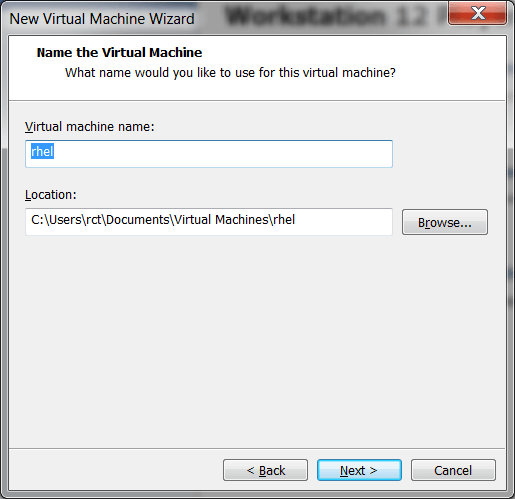 Workstation 12 Player
New Virtual Machine Wizard
Name the Virtual Machine
What name would you like to use for this virtual machine?
Virtual machine name:
rhel
Location:
C:\Users\rct\Documents\Virtual Machines\rhel
Browse...
< Back
Next >
Cancel